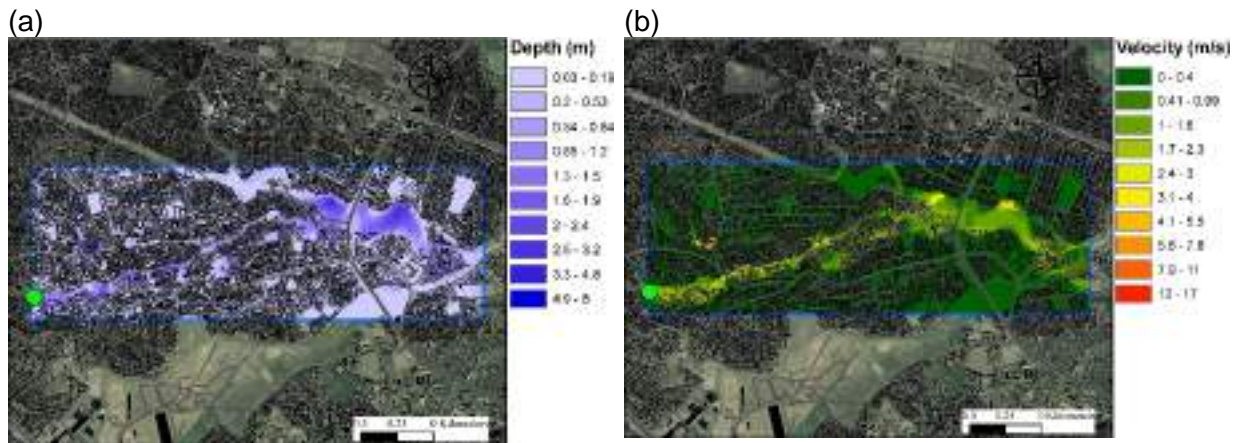 (a)
Depth (m)
0.03 - 0.19
0.2 - 0.53
0.54 - 0.84
0.85 - 1.2
1.3 - 1.5
1.6 - 1.9
2 - 2.4
2.5 - 3.2
3.3 - 4.8
4.9 - 8
(b)
Velocity (m/s)
0 - 0.4
0.41 - 0.99
1 - 1.6
1.7 - 2.3
2.4 - 3
3.1 - 4
4.1 - 5.5
5.6 - 7.8
7.9 - 11
12 - 17